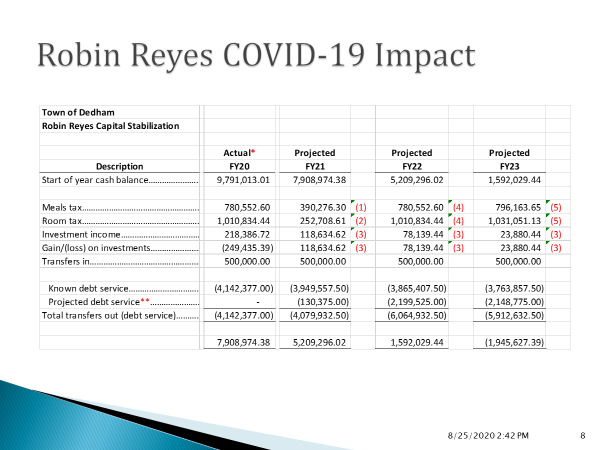 Robin Reyes COVID-19 Impact
Town of Dedham
Robin Reyes Capital Stabilization
Actual* Projected Projected Projected
Description FY20 FY21 FY22 FY23
Start of year cash balance…………………. 9,791,013.01 7,908,974.38 5,209,296.02 1,592,029.44
Meals tax…………………………………………. 780,552.60 390,276.30 (1) 780,552.60 (4) 796,163.65 (5)
Room tax…………………………………………. 1,010,834.44 252,708.61 (2) 1,010,834.44 (4) 1,031,051.13 (5)
Investment income…………………………. 218,386.72 118,634.62 (3) 78,139.44 (3) 23,880.44 (3)
Gain/(loss) on investments………………… (249,435.39) 118,634.62 (3) 78,139.44 (3) 23,880.44 (3)
Transfers in………………………………………. 500,000.00 500,000.00 500,000.00 500,000.00
Known debt service…………………………. (4,142,377.00) (3,949,557.50) (3,865,407.50) (3,763,857.50)
Projected debt service**………………… - (130,375.00) (2,199,525.00) (2,148,775.00)
Total transfers out (debt service)………. (4,142,377.00) (4,079,932.50) (6,064,932.50) (5,912,632.50)
7,908,974.38 5,209,296.02 1,592,029.44 (1,945,627.39)
8/25/2020 2:42 PM 8